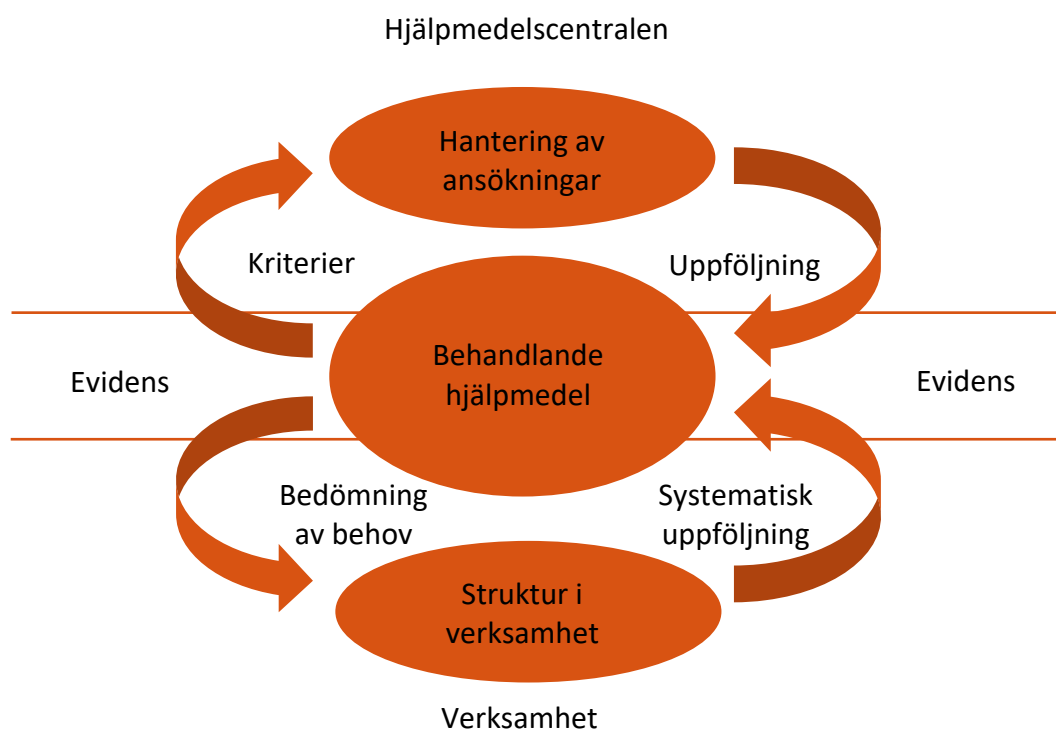 Hjälpmedelscentralen
Hantering av
ansökningar
Kriterier
Uppföljning
Behandlande
hjälpmedel
Evidens
Evidens
Bedömning
av behov
Systematisk
uppföljning
Struktur i
verksamhet
Verksamhet